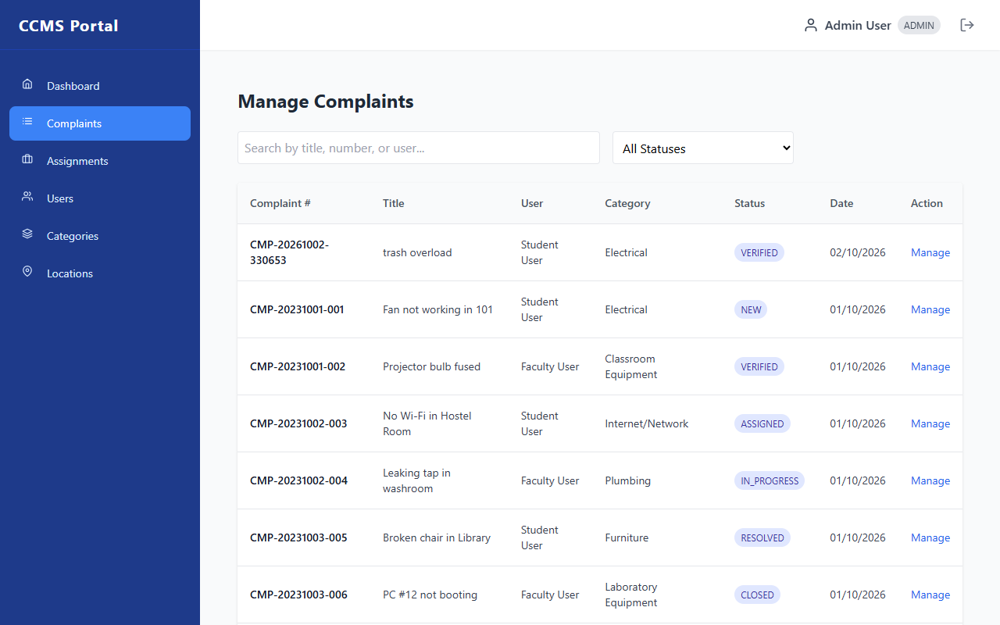 CCMS Portal
Admin User
ADMIN
Dashboard
Complaints
Assignments
Users
Categories
Locations
Manage Complaints
Search by title, number, or user...
All Statuses
Complaint # Title User Category Status Date Action
CMP-20261002-330653 trash overload Student User Electrical VERIFIED 02/10/2026 Manage
CMP-20231001-001 Fan not working in 101 Student User Electrical NEW 01/10/2026 Manage
CMP-20231001-002 Projector bulb fused Faculty User Classroom Equipment VERIFIED 01/10/2026 Manage
CMP-20231002-003 No Wi-Fi in Hostel Room Student User Internet/Network ASSIGNED 01/10/2026 Manage
CMP-20231002-004 Leaking tap in washroom Faculty User Plumbing IN_PROGRESS 01/10/2026 Manage
CMP-20231003-005 Broken chair in Library Student User Furniture RESOLVED 01/10/2026 Manage
CMP-20231003-006 PC #12 not booting Faculty User Laboratory Equipment CLOSED 01/10/2026 Manage